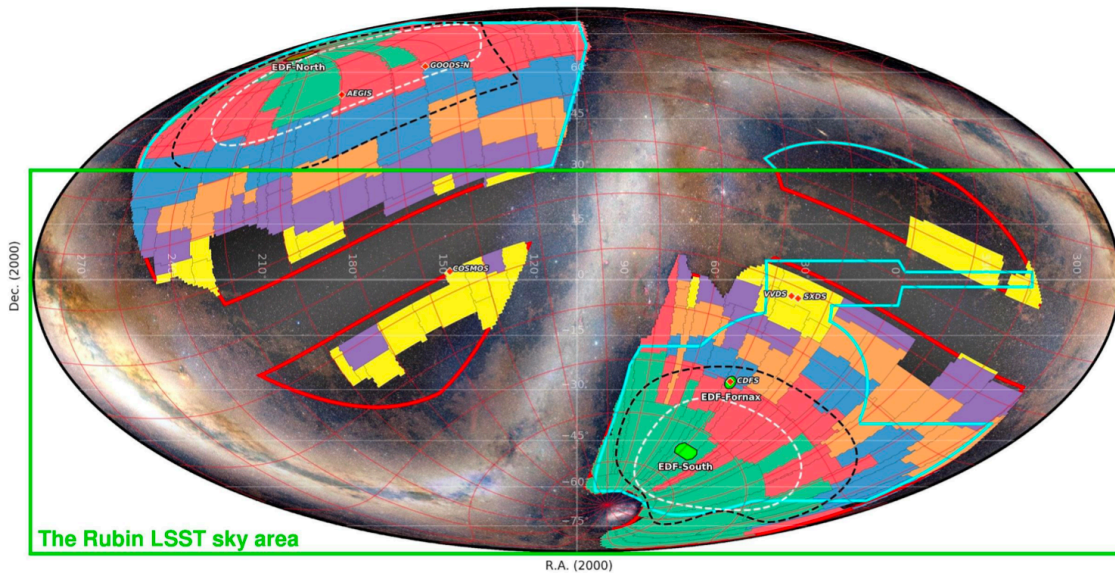 EDF-North
GOODS-N
AEGIS
60°
45°
30°
15°
270°
210°
180°
150°
120°
90
60°
0
300°
COSMOS
VVDS
SXDS
−15°
CDFS
−30°
EDF-Fornax
−45°
EDF-South
−60°
−75°
Dec. (2000)
The Rubin LSST sky area
R.A. (2000)